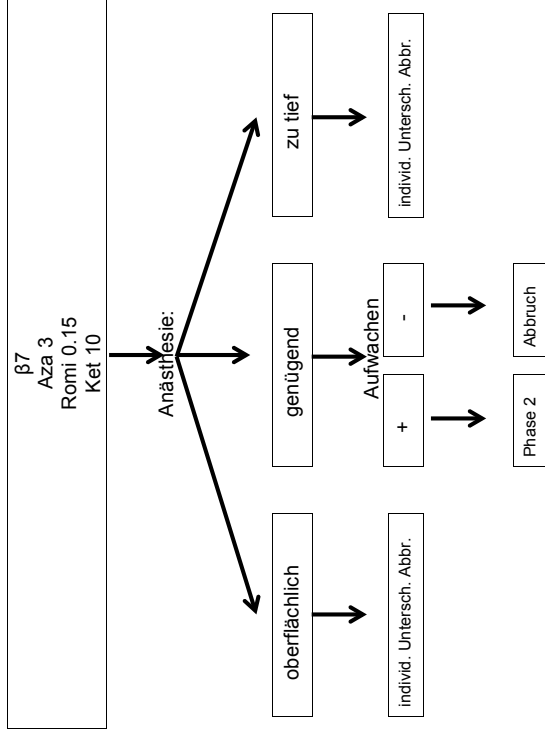 β7
Aza 3
Romi 0.15
Ket 10
Anästhesie:
oberflächlich
genügend
zu tief
individ. Untersch. Abbr.
Aufwachen
+
-
individ. Untersch. Abbr.
Phase 2
Abbruch